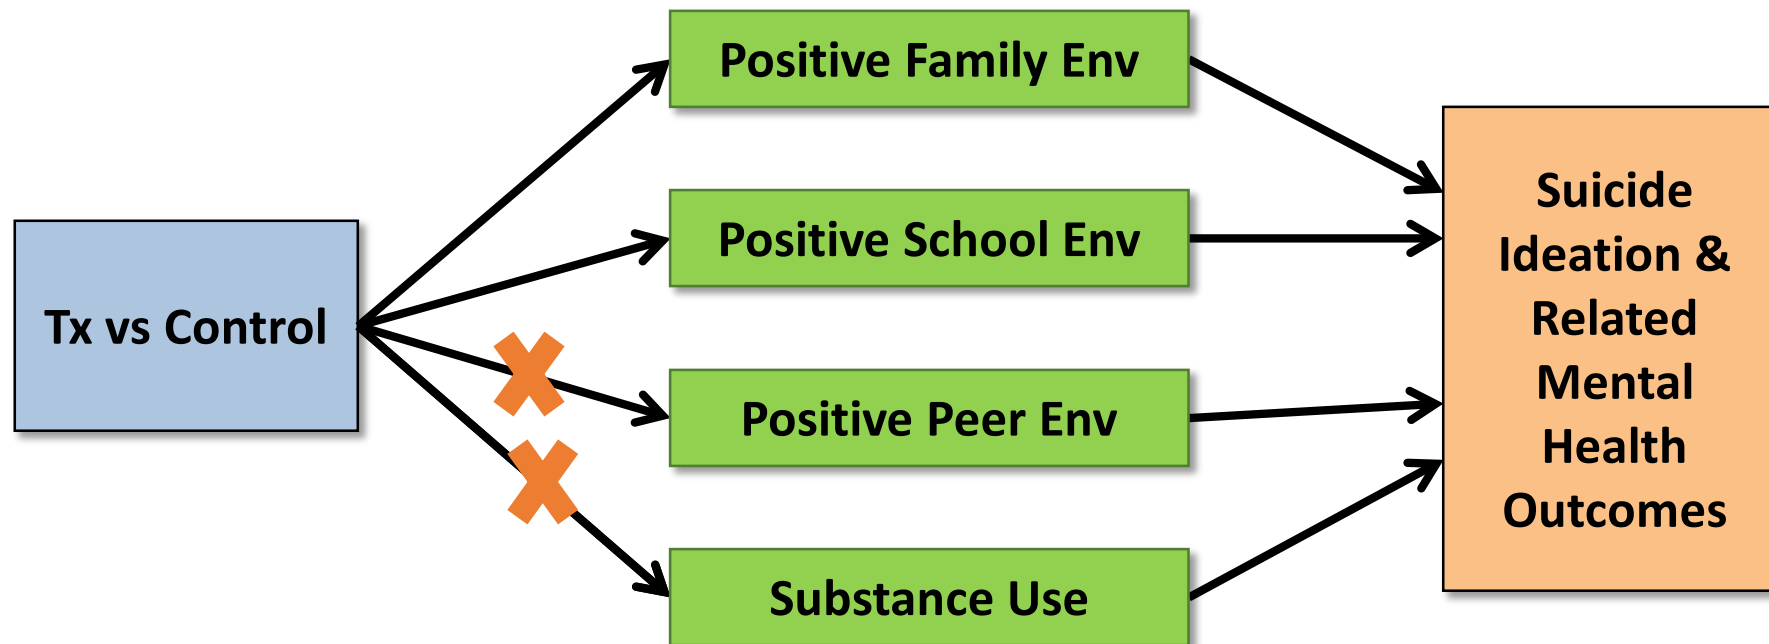 Positive Family Env
Positive School Env
Tx vs Control
Positive Peer Env
Substance Use
Suicide
Ideation &
Related
Mental
Health
Outcomes